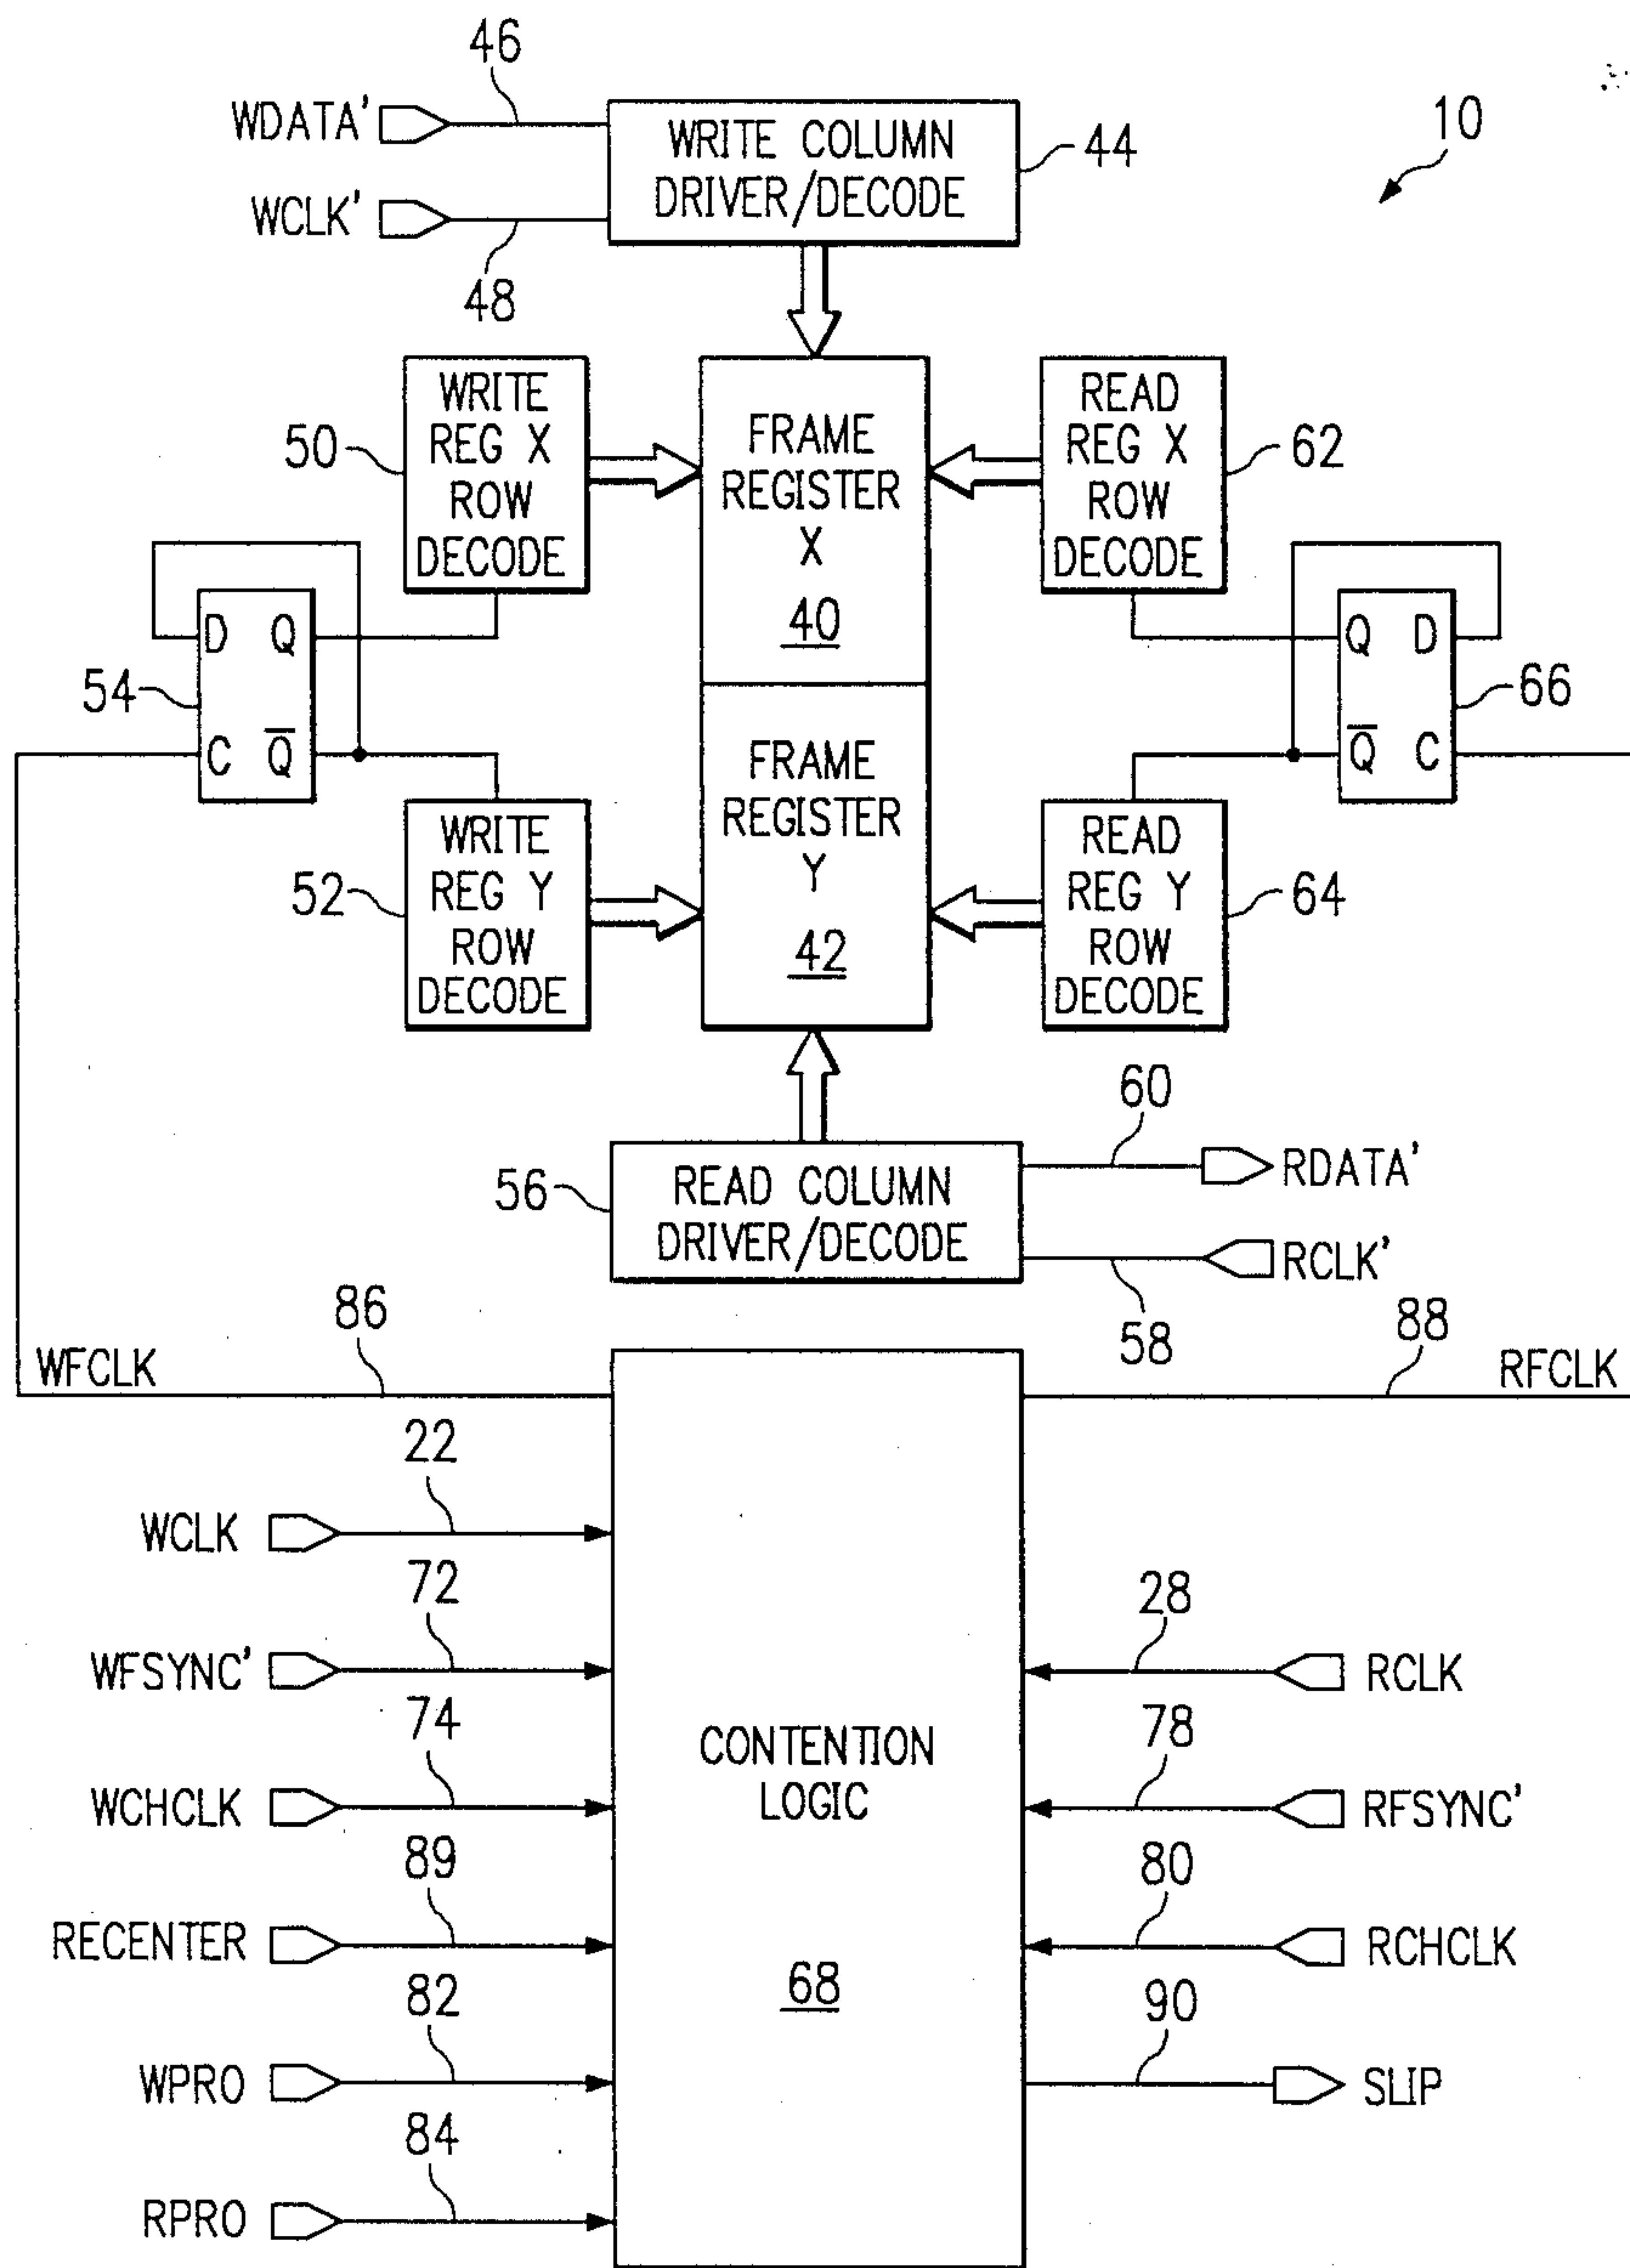 46
WDATA'
WRITE COLUMN
DRIVER/DECODE
44
10
WCLK'
48
WRITE
REG X
ROW
DECODE
50
FRAME
REGISTER
X
40
READ
REG X
ROW
DECODE
62
D Q
C Q̅
54
Q D
Q̅ C
66
WRITE
REG Y
ROW
DECODE
52
FRAME
REGISTER
Y
42
READ
REG Y
ROW
DECODE
64
60
READ COLUMN
DRIVER/DECODE
56
RDATA'
RCLK'
58
86
WFCLK
88
RFCLK
22
WCLK
72
WFSYNC'
74
WCHCLK
89
RECENTER
82
WPRO
84
RPRO
CONTENTION
LOGIC
68
28
RCLK
78
RFSYNC'
80
RCHCLK
90
SLIP